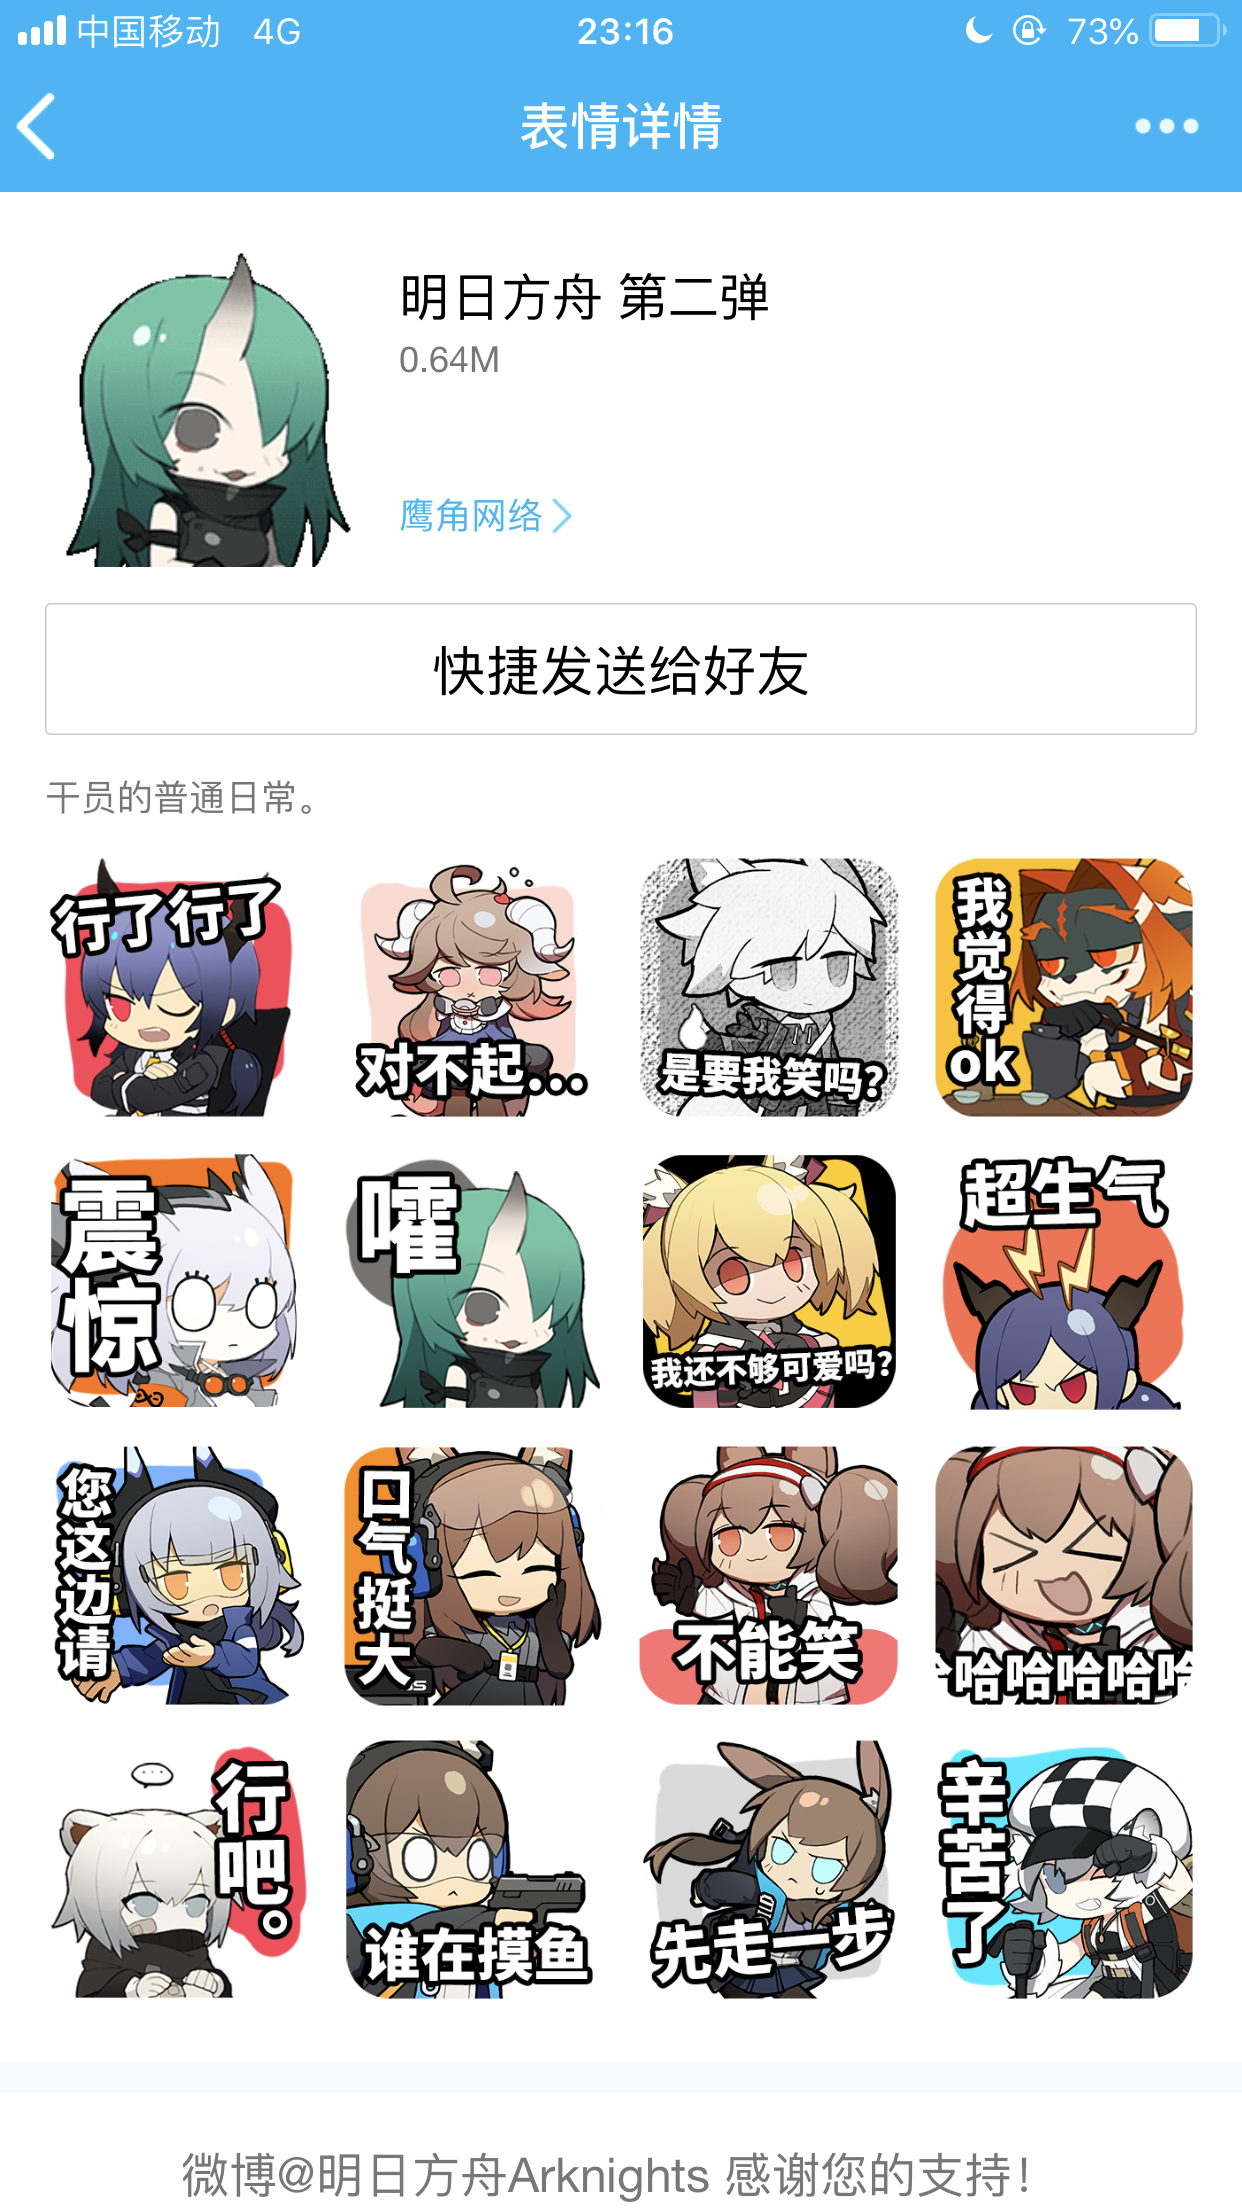 中国移动 4G 23:16 73%
表情详情
明日方舟 第二弹
0.64M
鹰角网络
快捷发送给好友
干员的普通日常。
行了行了
对不起...
是要我笑吗?
我觉得ok
震惊
嚯
我还不够可爱吗?
超生气
您这边请
口气挺大
不能笑
哈哈哈哈哈
行吧。
谁在摸鱼
先走一步
辛苦了
微博@明日方舟Arknights 感谢您的支持!